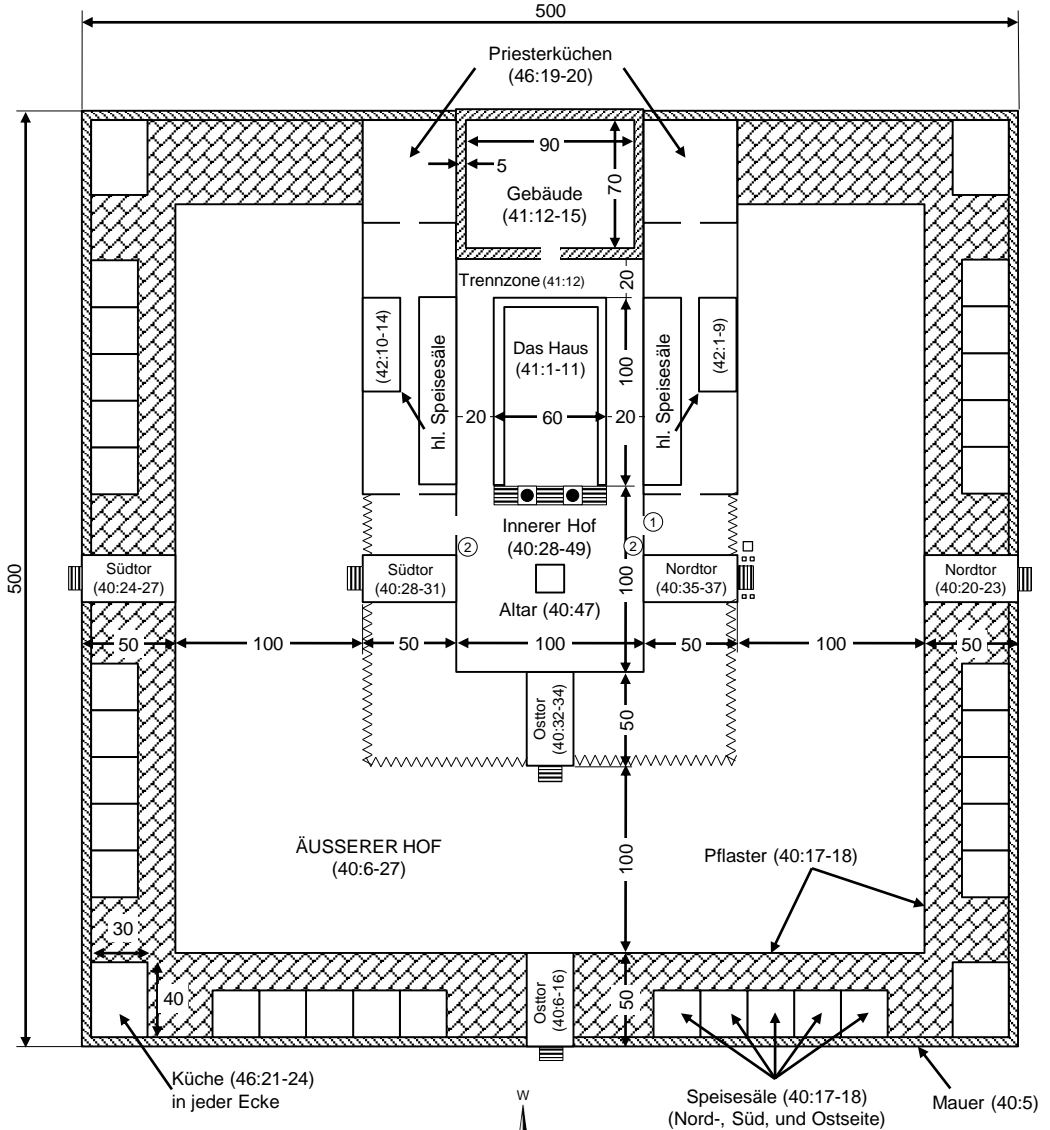 500
Priesterküchen
(46:19-20)
90
5
70
Gebäude
(41:12-15)
Trennzone (41:12)
20
(42:10-14)
hl. Speisesäle
Das Haus
(41:1-11)
100
hl. Speisesäle
(42:1-9)
20
60
20
Innerer Hof
(40:28-49)
1
2
2
500
Südtor
(40:24-27)
Südtor
(40:28-31)
Nordtor
(40:35-37)
Nordtor
(40:20-23)
Altar (40:47)
100
50
100
50
100
50
100
50
Osttor
(40:32-34)
50
ÄUSSERER HOF
(40:6-27)
100
Pflaster (40:17-18)
30
40
Osttor
(40:6-16)
50
Küche (46:21-24)
in jeder Ecke
Speisesäle (40:17-18)
(Nord-, Süd, und Ostseite)
Mauer (40:5)
W